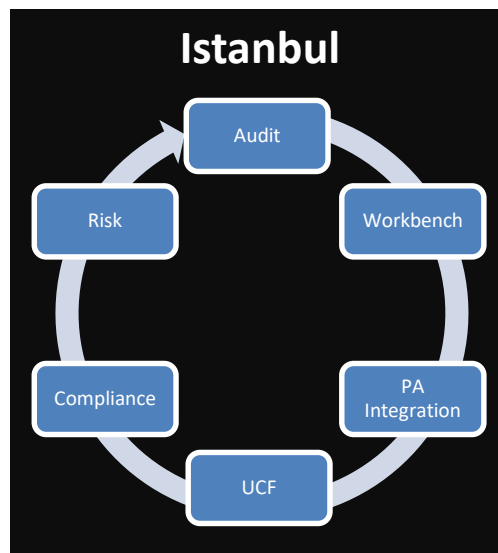 Istanbul
Audit
Workbench
PA
Integration
UCF
Compliance
Risk